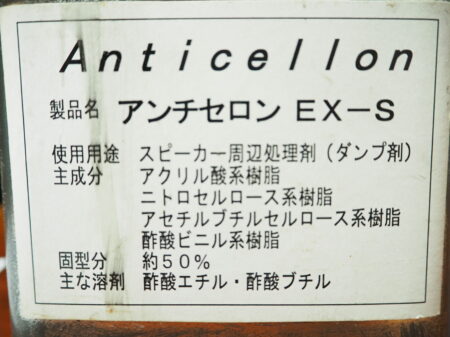 Anticellon
製品名 アンチセロン EX－S
使用用途 スピーカー周辺処理剤（ダンプ剤）
主成分 アクリル酸系樹脂
ニトロセルロース系樹脂
アセチルブチルセルロース系樹脂
酢酸ビニル系樹脂
固型分 約５０％
主な溶剤 酢酸エチル・酢酸ブチル